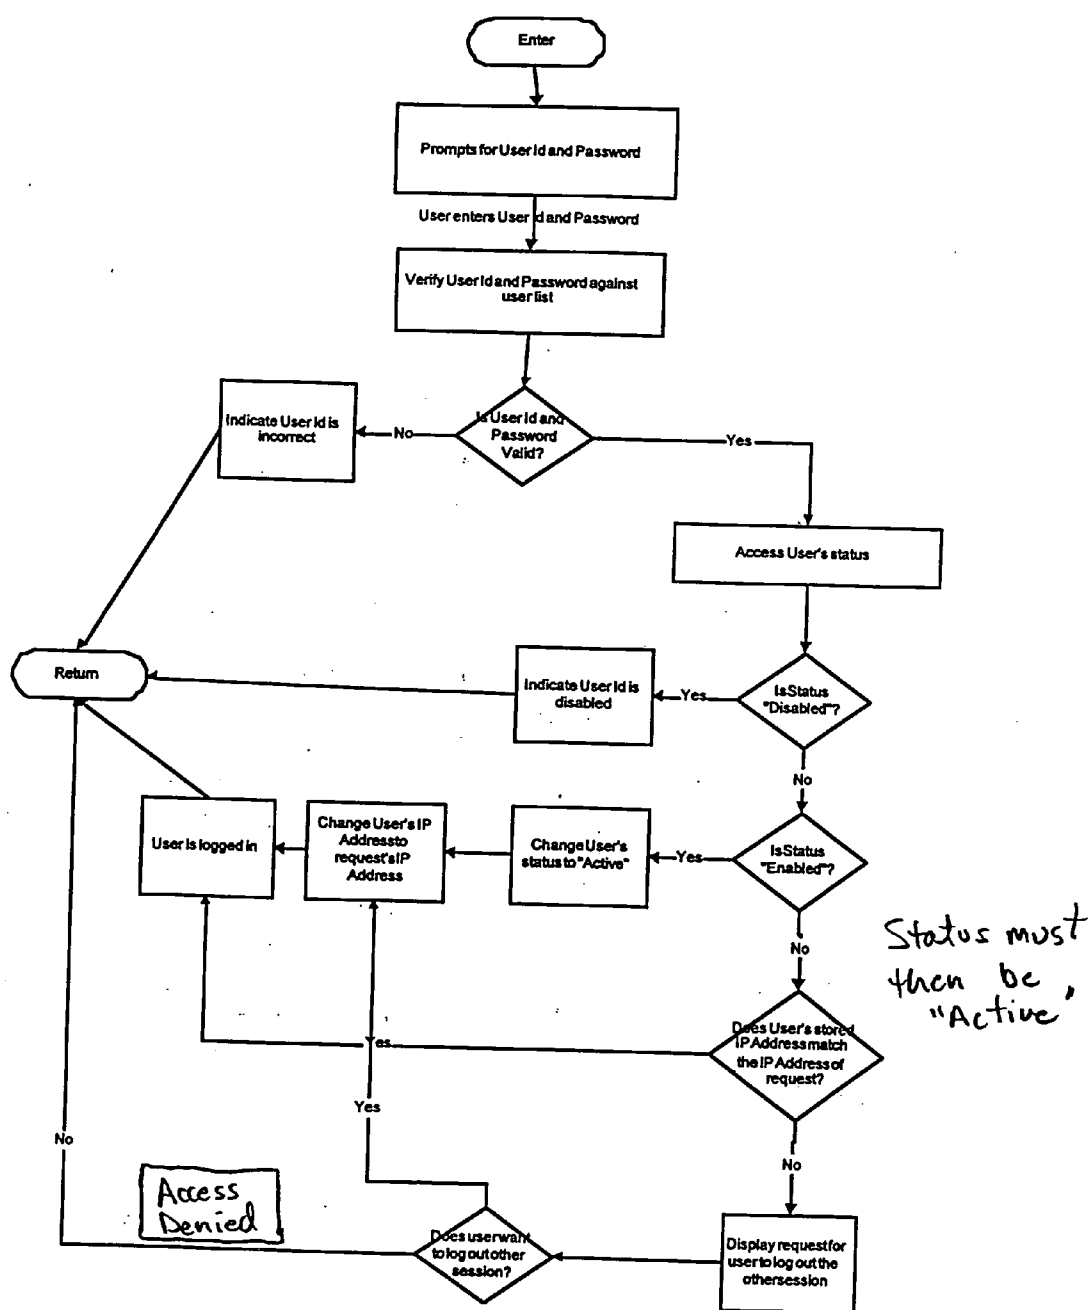 Enter
Prompts for User Id and Password
User enters User Id and Password
Verify User Id and Password against
user list
Indicate User Id is
incorrect
No
Is User Id and
Password
Valid?
Yes
Access User's status
Return
Indicate User Id is
disabled
Yes
Is Status
"Disabled"?
No
User is logged in
Change User's IP
Address to
request's IP
Address
Change User's
status to "Active"
Yes
Is Status
"Enabled"?
No
Status must
then be
"Active"
Does User's stored
IP Address match
the IP Address of
request?
Yes
Yes
No
No
Access
Denied
Does user want
to log out other
session?
Display request for
user to log out the
other session